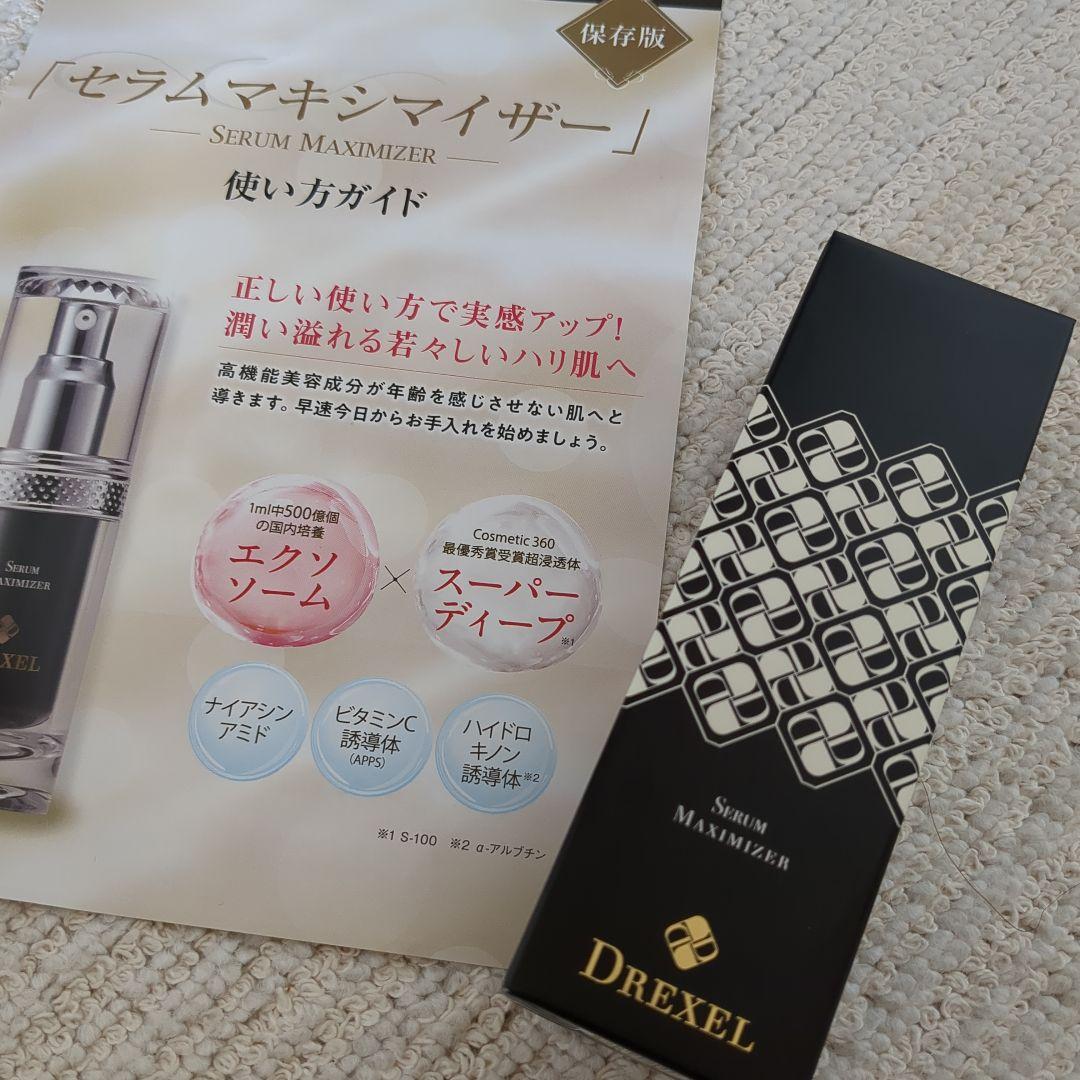 保存版
「セラムマキシマイザー」
SERUM MAXIMIZER
使い方ガイド
正しい使い方で実感アップ!
潤い溢れる若々しいハリ肌へ
高機能美容成分が年齢を感じさせない肌へと
導きます。早速今日からお手入れを始めましょう。
1ml中500億個
の国内培養
エクソ
ソーム
×
Cosmetic 360
最優秀賞受賞超浸透体
スーパー
ディープ※1
ナイアシン
アミド
ビタミンC
誘導体
(APPS)
ハイドロ
キノン
誘導体※2
※1 S-100 ※2 α-アルブチン
SERUM
AXIMIZER
XEL
SERUM
MAXIMIZER
DREXEL